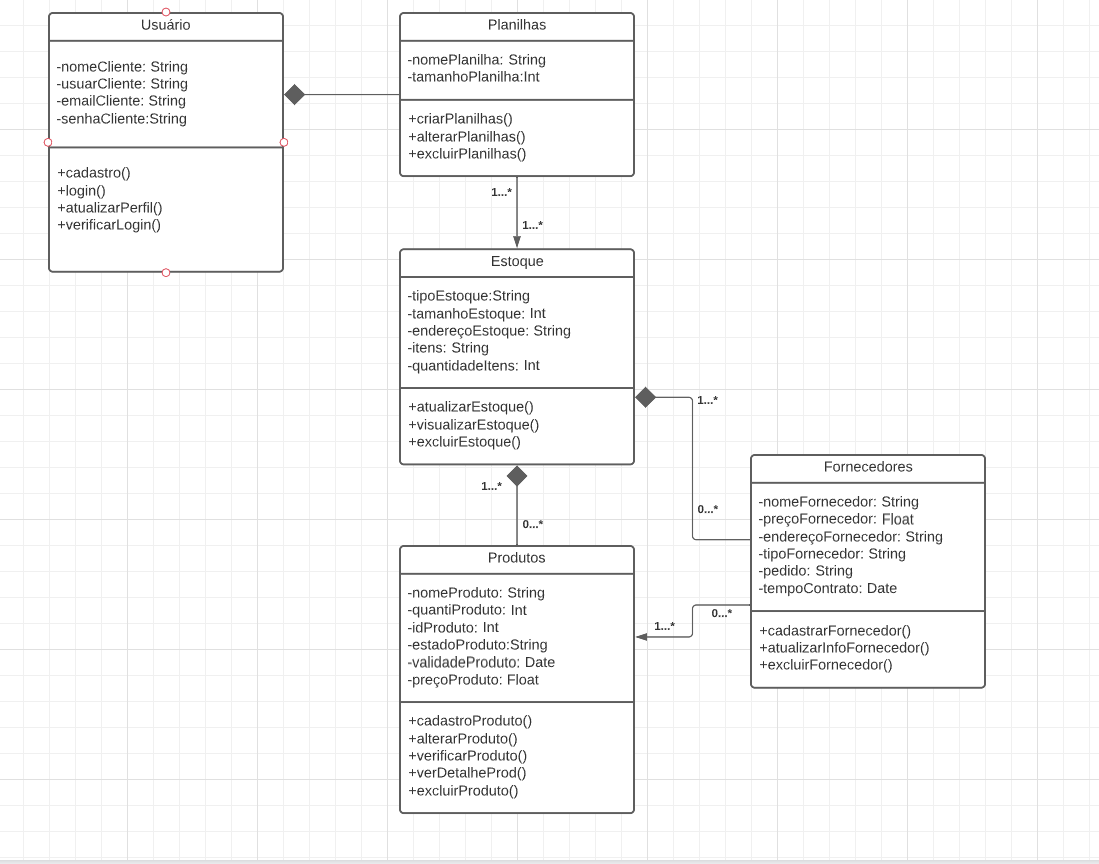 Usuário
-nomeCliente: String
-usuarCliente: String
-emailCliente: String
-senhaCliente:String
+cadastro()
+login()
+atualizarPerfil()
+verificarLogin()
Planilhas
-nomePlanilha: String
-tamanhoPlanilha:Int
+criarPlanilhas()
+alterarPlanilhas()
+excluirPlanilhas()
1...*
1...*
Estoque
-tipoEstoque:String
-tamanhoEstoque: Int
-endereçoEstoque: String
-itens: String
-quantidadeItens: Int
+atualizarEstoque()
+visualizarEstoque()
+excluirEstoque()
1...*
0...*
1...*
0...*
Fornecedores
-nomeFornecedor: String
-preçoFornecedor: Float
-endereçoFornecedor: String
-tipoFornecedor: String
-pedido: String
-tempoContrato: Date
+cadastrarFornecedor()
+atualizarInfoFornecedor()
+excluirFornecedor()
0...*
1...*
Produtos
-nomeProduto: String
-quantiProduto: Int
-idProduto: Int
-estadoProduto:String
-validadeProduto: Date
-preçoProduto: Float
+cadastroProduto()
+alterarProduto()
+verificarProduto()
+verDetalheProd()
+excluirProduto()